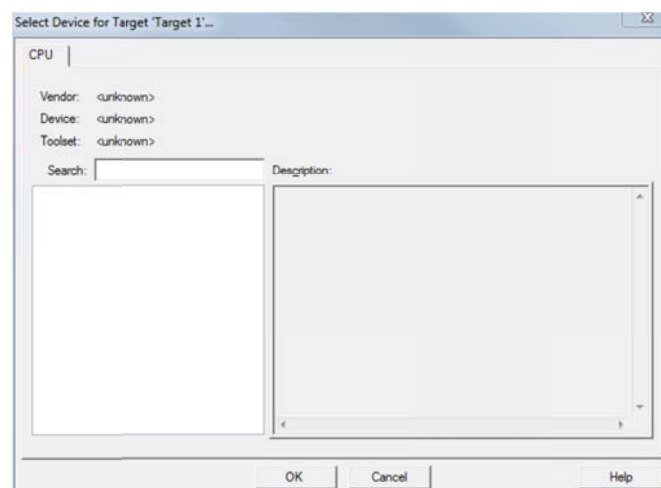 Select Device for Target 'Target 1'...
CPU
Vendor: <unknown>
Device: <unknown>
Toolset: <unknown>
Search:
Description:
OK Cancel Help